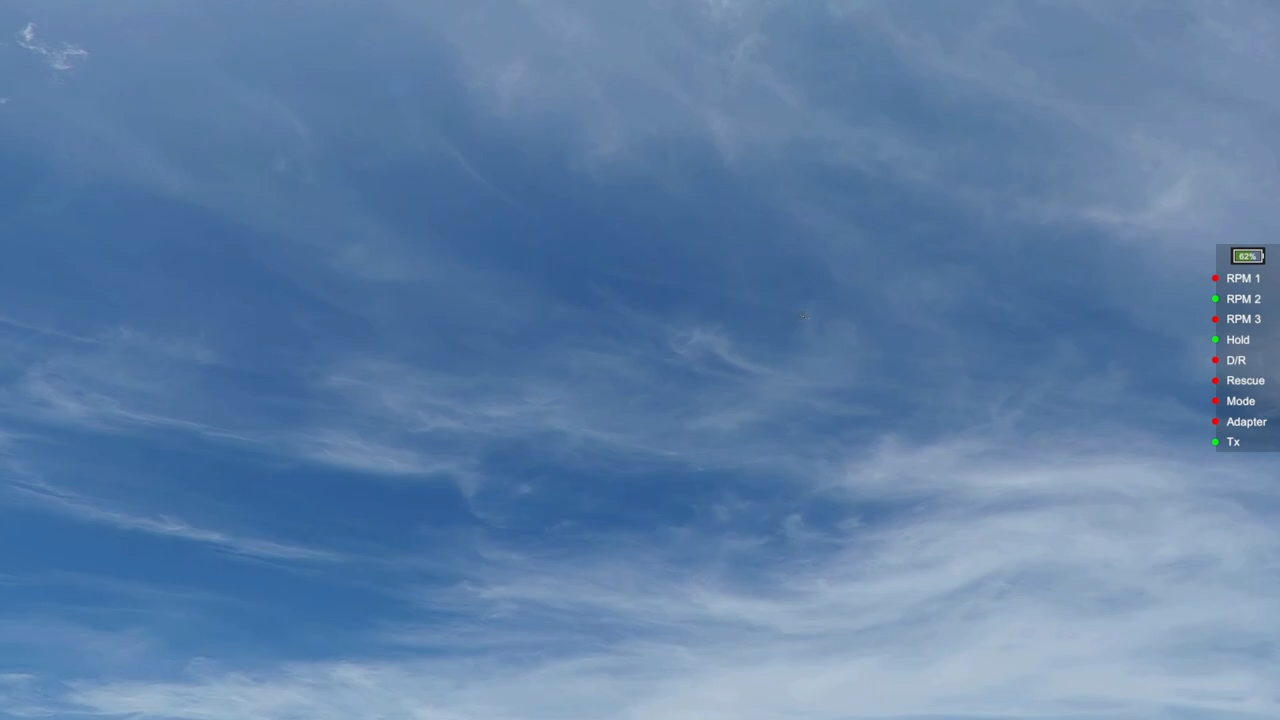 62%
RPM 1
RPM 2
RPM 3
Hold
D/R
Rescue
Mode
Adapter
Tx